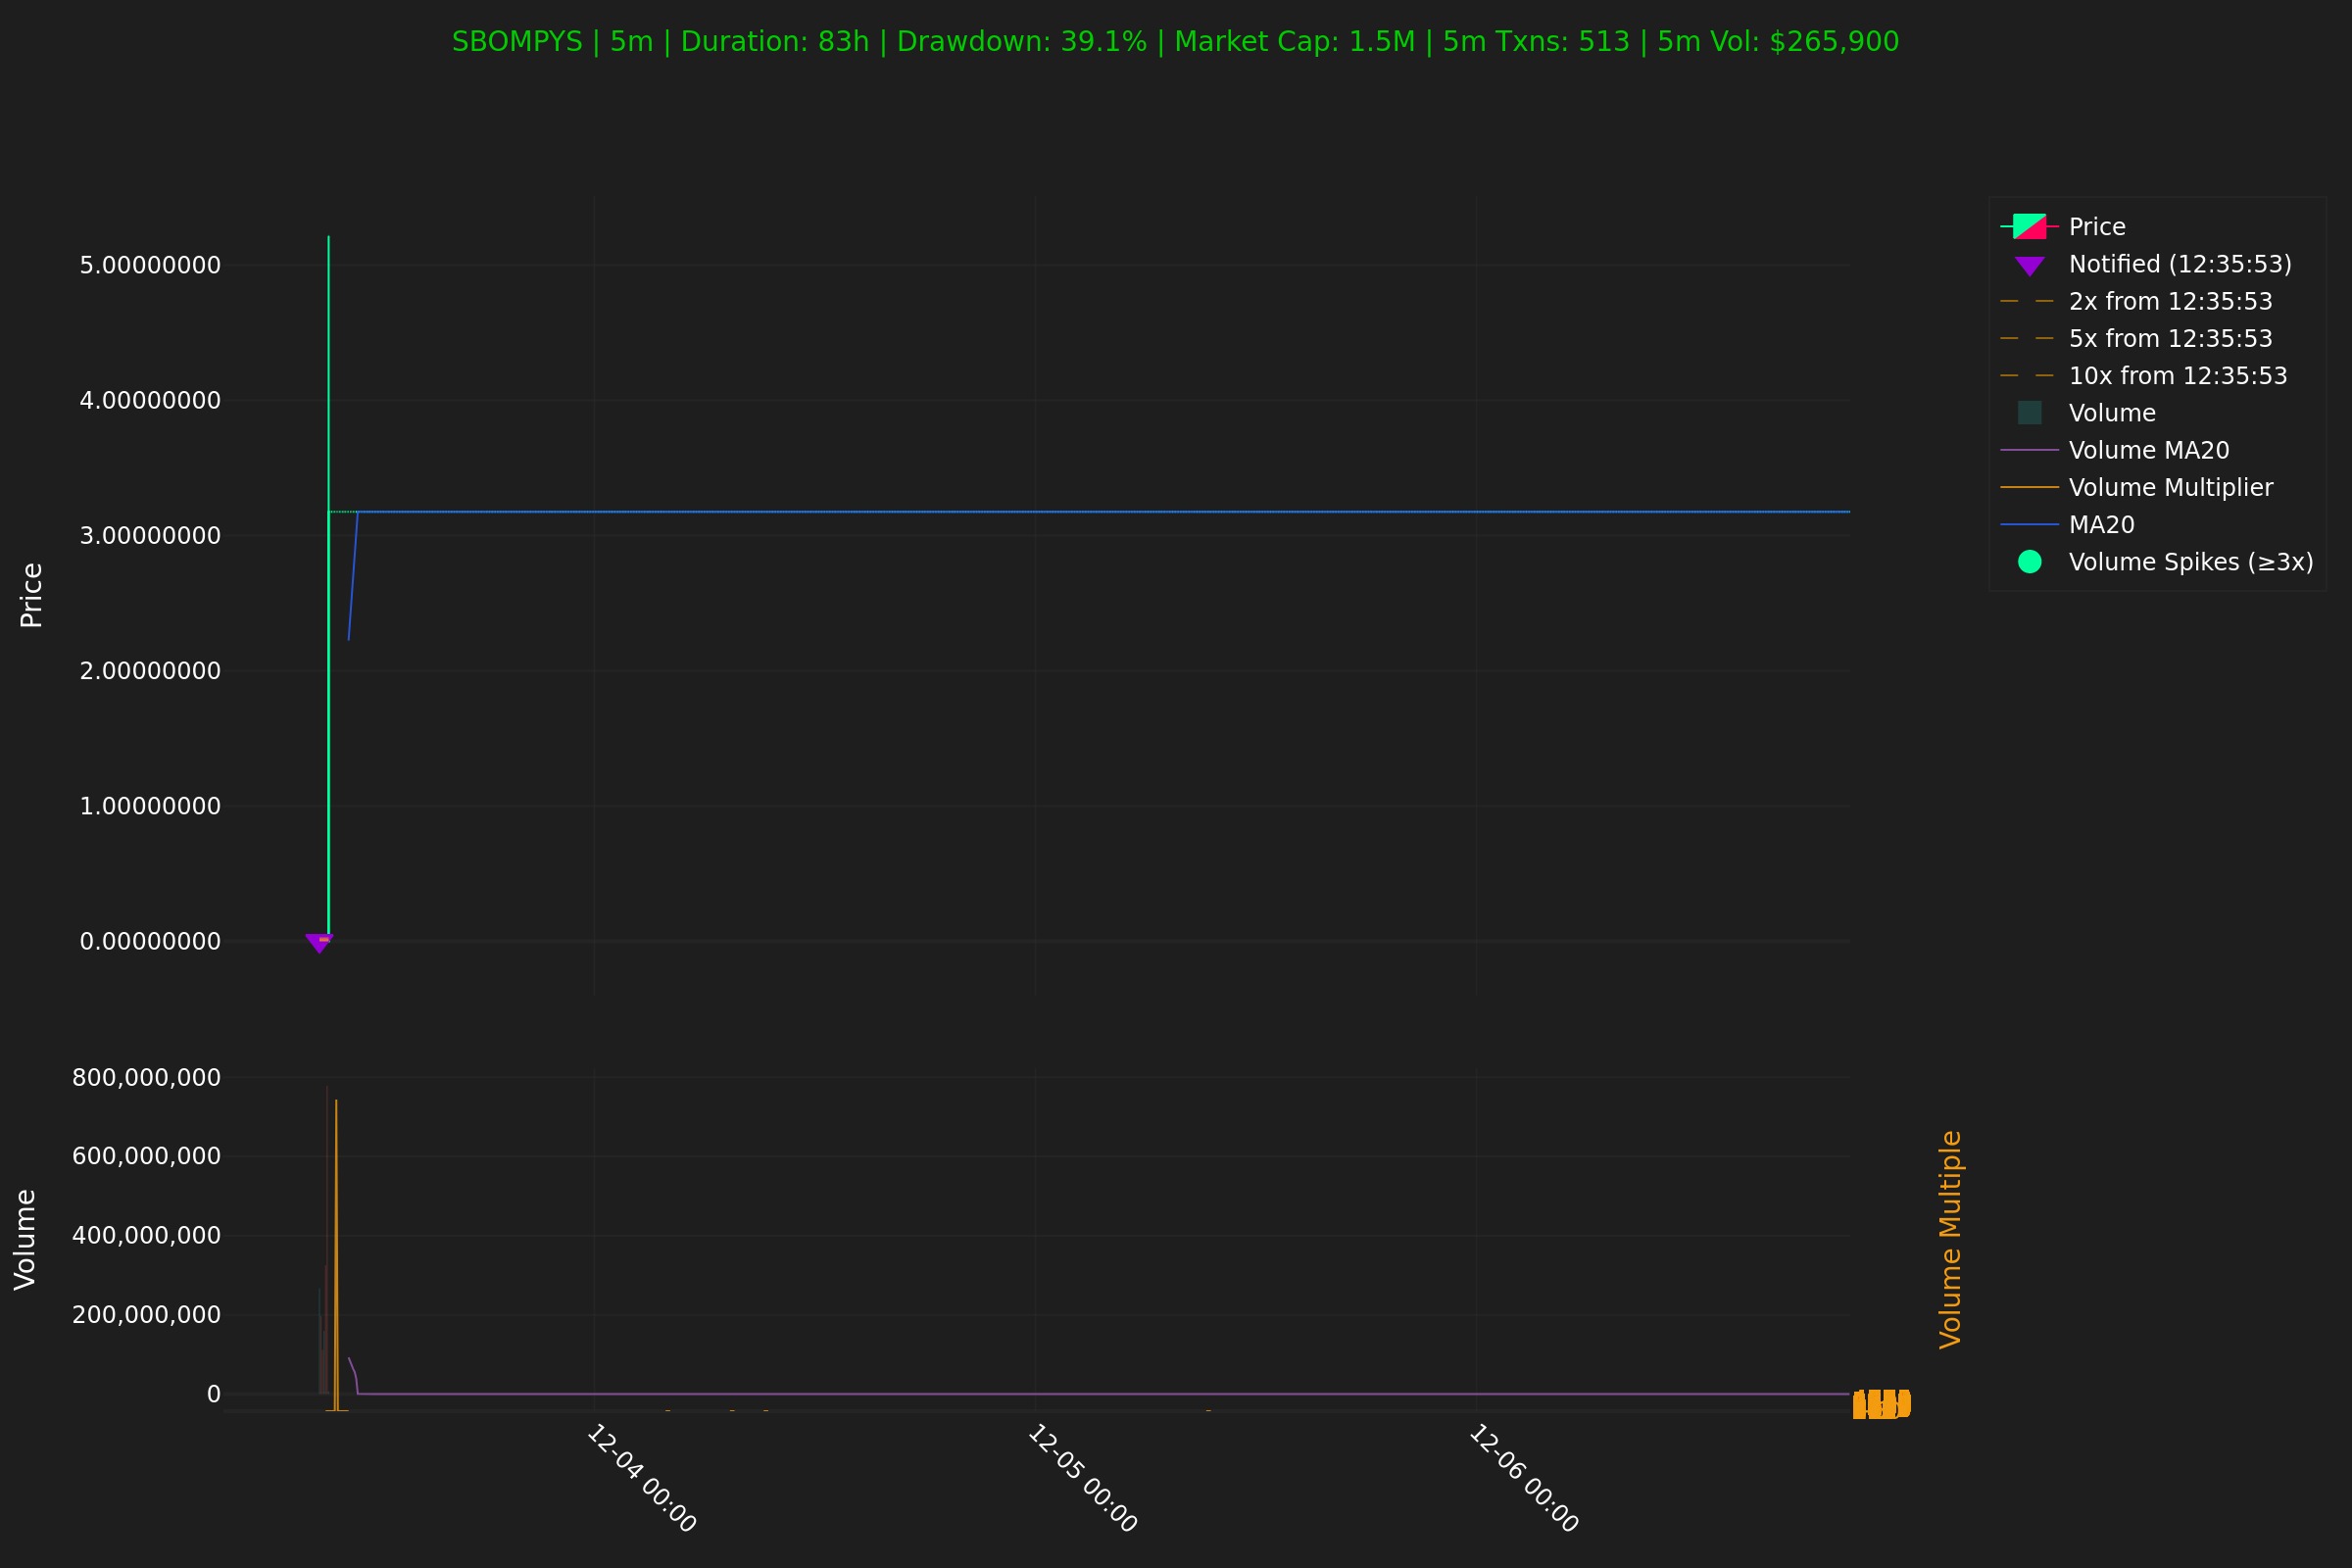 SBOMPYS | 5m | Duration: 83h | Drawdown: 39.1% | Market Cap: 1.5M | 5m Txns: 513 | 5m Vol: $265,900
Price
5.00000000
4.00000000
3.00000000
2.00000000
1.00000000
0.00000000
Price
Notified (12:35:53)
2x from 12:35:53
5x from 12:35:53
10x from 12:35:53
Volume
Volume MA20
Volume Multiplier
MA20
Volume Spikes (≥3x)
Volume
800,000,000
600,000,000
400,000,000
200,000,000
0
Volume Multiple
12-04 00:00
12-05 00:00
12-06 00:00